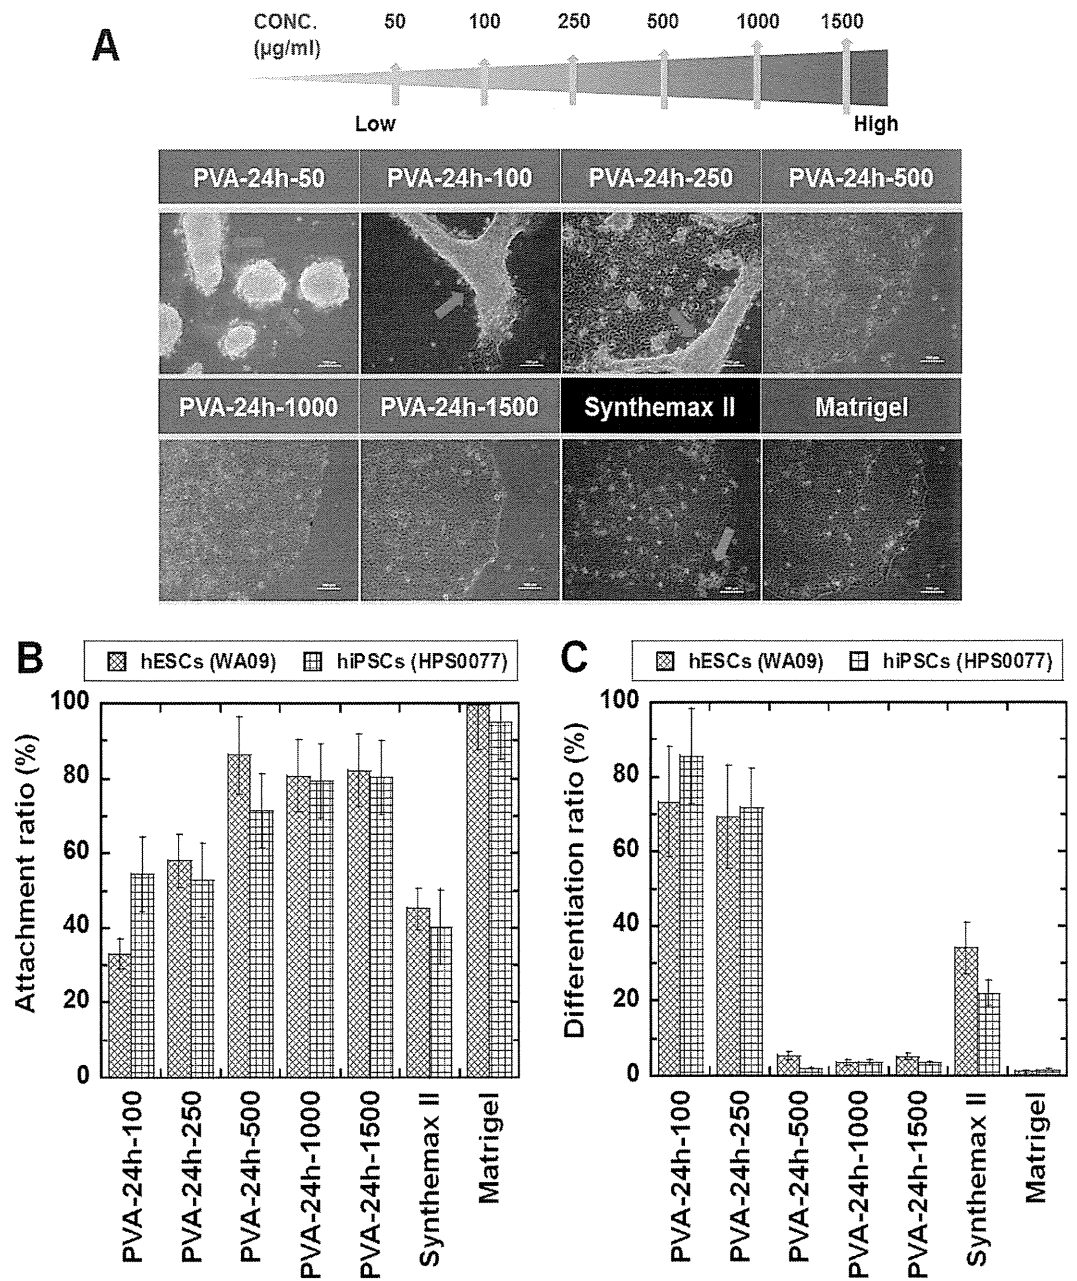 A
CONC. (µg/ml) 50 100 250 500 1000 1500
Low High
PVA-24h-50 PVA-24h-100 PVA-24h-250 PVA-24h-500
PVA-24h-1000 PVA-24h-1500 Synthemax II Matrigel
B
hESCs (WA09) hiPSCs (HPS0077)
Attachment ratio (%)
100
80
60
40
20
0
PVA-24h-100
PVA-24h-250
PVA-24h-500
PVA-24h-1000
PVA-24h-1500
Synthemax II
Matrigel
C
hESCs (WA09) hiPSCs (HPS0077)
Differentiation ratio (%)
100
80
60
40
20
0
PVA-24h-100
PVA-24h-250
PVA-24h-500
PVA-24h-1000
PVA-24h-1500
Synthemax II
Matrigel